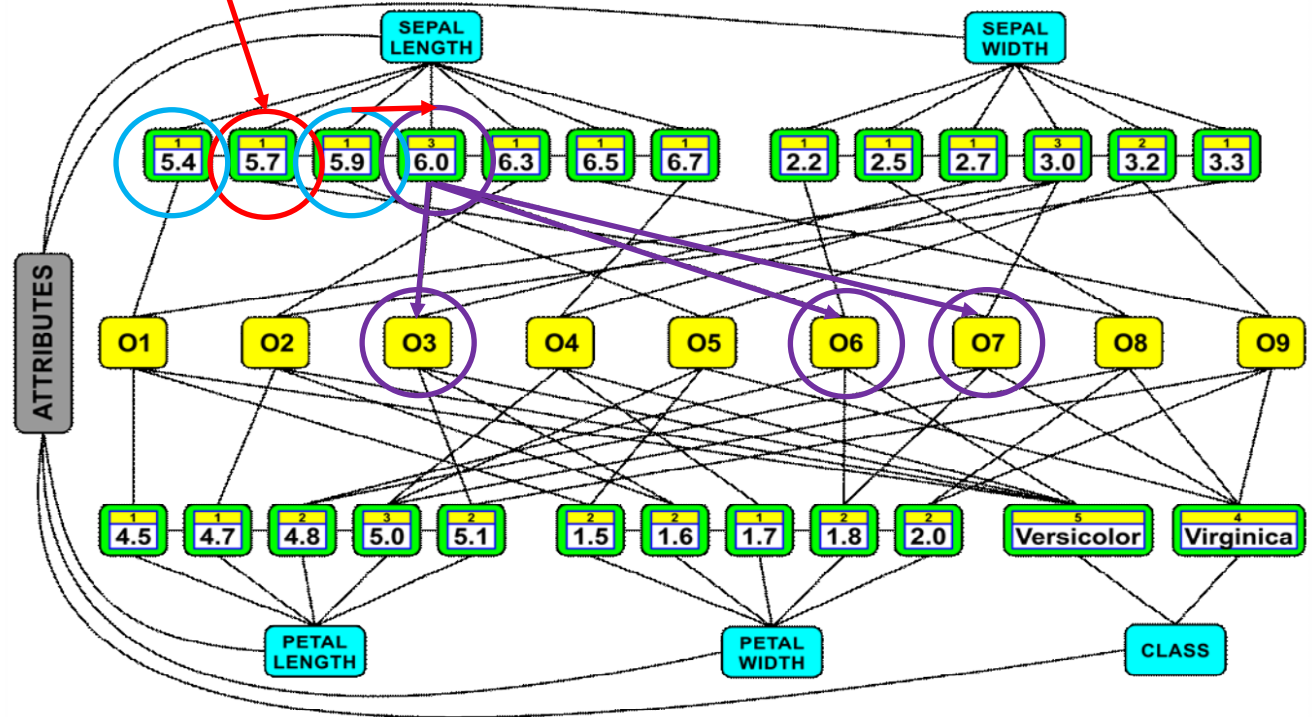 SEPAL
LENGTH
SEPAL
WIDTH
1 1 1 3 1 1 1 1 1 1 3 2 1
5.4 5.7 5.9 6.0 6.3 6.5 6.7 2.2 2.5 2.7 3.0 3.2 3.3
ATTRIBUTES
O1 O2 O3 O4 O5 O6 O7 O8 O9
1 1 2 3 2 2 2 1 2 2 5 4
4.5 4.7 4.8 5.0 5.1 1.5 1.6 1.7 1.8 2.0 Versicolor Virginica
PETAL
LENGTH
PETAL
WIDTH
CLASS